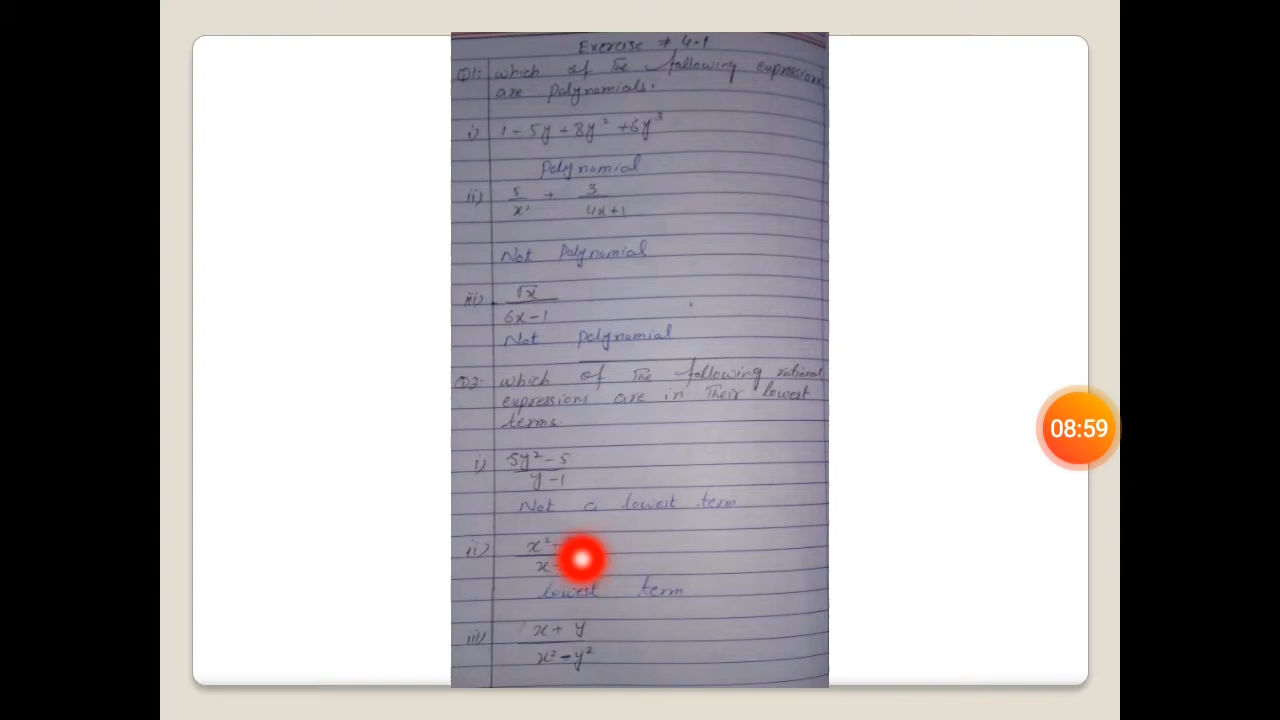 Exercise # 4.1
Q1: which of the following expressions
are polynomials.
i) 1 - 5y + 8y² + 6y³
Polynomial
ii) 5/x² + 3/4x+1
Not polynomial
iii) √x/6x-1
Not polynomial
Q2: which of the following rational
expressions are in their lowest
terms.
i) 5y² - 5/y - 1
Not a lowest term
ii) x²
x
lowest term
iii) x + y/x² - y²
08:59